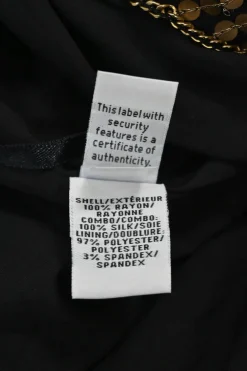 This label with
security
features is a
certificate of
authenticity.
SHELL/EXTÉRIEUR
100% RAYON/
RAYONNE
COMBO/COMBO:
100% SILK/SOIE
LINING/DOUBLURE:
97% POLYESTER/
POLYESTER
3% SPANDEX/
SPANDEX